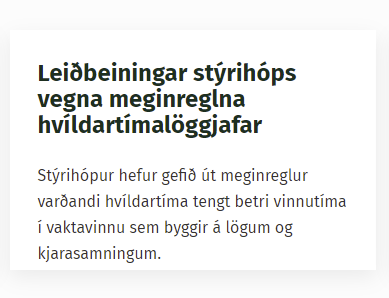 Leiðbeiningar stýrihóps
vegna meginreglna
hvíldartímalöggjafar
Stýrihópur hefur gefið út meginreglur
varðandi hvíldartíma tengt betri vinnutíma
í vaktavinnu sem byggir á lögum og
kjarasamningum.